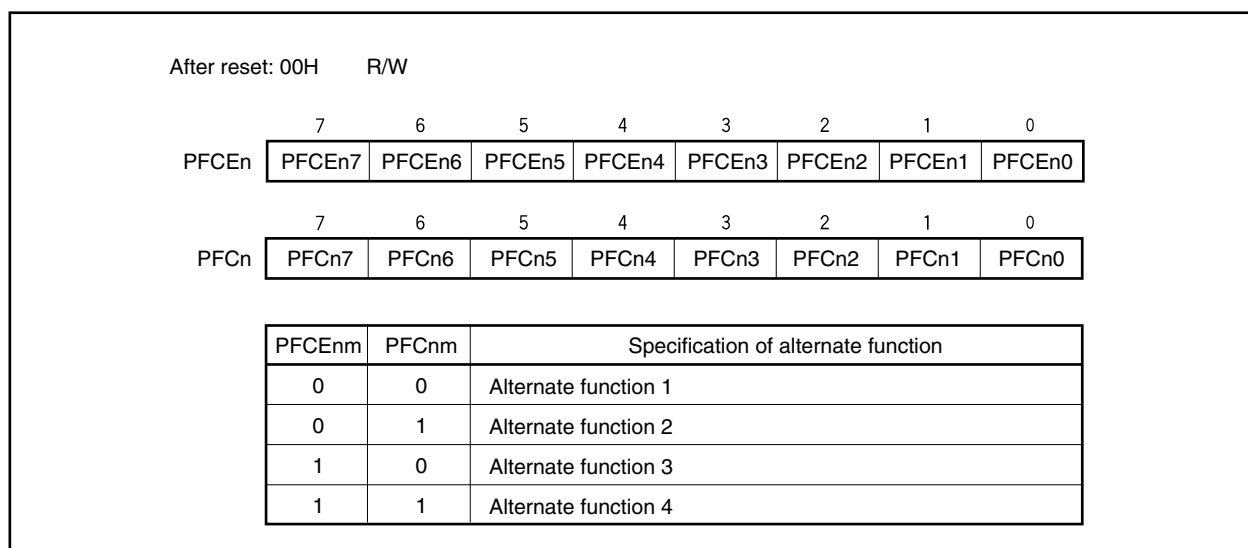 After reset: 00H R/W
7 6 5 4 3 2 1 0
PFCEn PFCEn7 PFCEn6 PFCEn5 PFCEn4 PFCEn3 PFCEn2 PFCEn1 PFCEn0
7 6 5 4 3 2 1 0
PFCn PFCn7 PFCn6 PFCn5 PFCn4 PFCn3 PFCn2 PFCn1 PFCn0
PFCEnm PFCnm Specification of alternate function
0 0 Alternate function 1
0 1 Alternate function 2
1 0 Alternate function 3
1 1 Alternate function 4